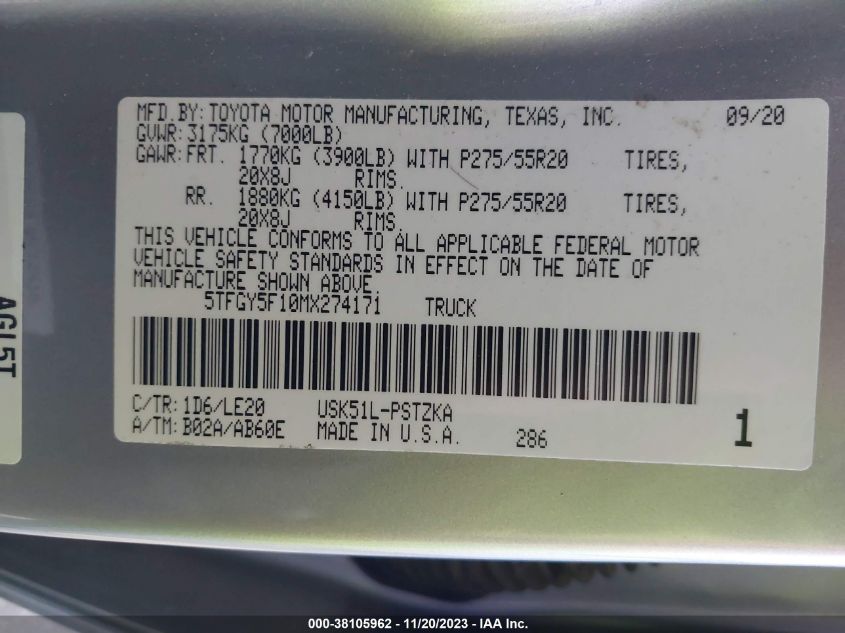 MFD.BY:TOYOTA MOTOR MANUFACTURING, TEXAS, INC. 09/20
GVWR:3175KG (7000LB)
GAWR:FRT. 1770KG (3900LB) WITH P275/55R20 TIRES,
20X8J RIMS.
RR. 1880KG (4150LB) WITH P275/55R20 TIRES,
20X8J RIMS.
THIS VEHICLE CONFORMS TO ALL APPLICABLE FEDERAL MOTOR
VEHICLE SAFETY STANDARDS IN EFFECT ON THE DATE OF
MANUFACTURE SHOWN ABOVE.
5TFGY5F10MX274171 TRUCK
C/TR:1D6/LE20 USK51L-PSTZKA
A/TM:B02A/AB60E MADE IN U.S.A. 286 1
AGL5T
000-38105962 - 11/20/2023 - IAAI.com